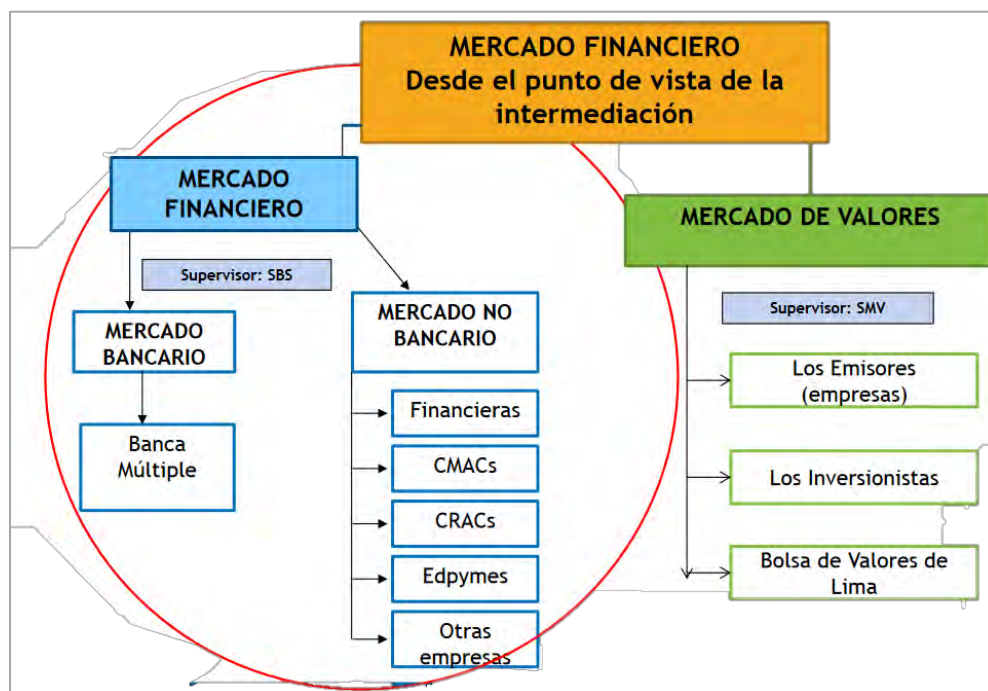 MERCADO FINANCIERO
Desde el punto de vista de la
intermediación
MERCADO
FINANCIERO
Supervisor: SBS
MERCADO
BANCARIO
Banca
Múltiple
MERCADO NO
BANCARIO
Financieras
CMACs
CRACs
Edpymes
Otras
empresas
MERCADO DE VALORES
Supervisor: SMV
Los Emisores
(empresas)
Los Inversionistas
Bolsa de Valores de
Lima